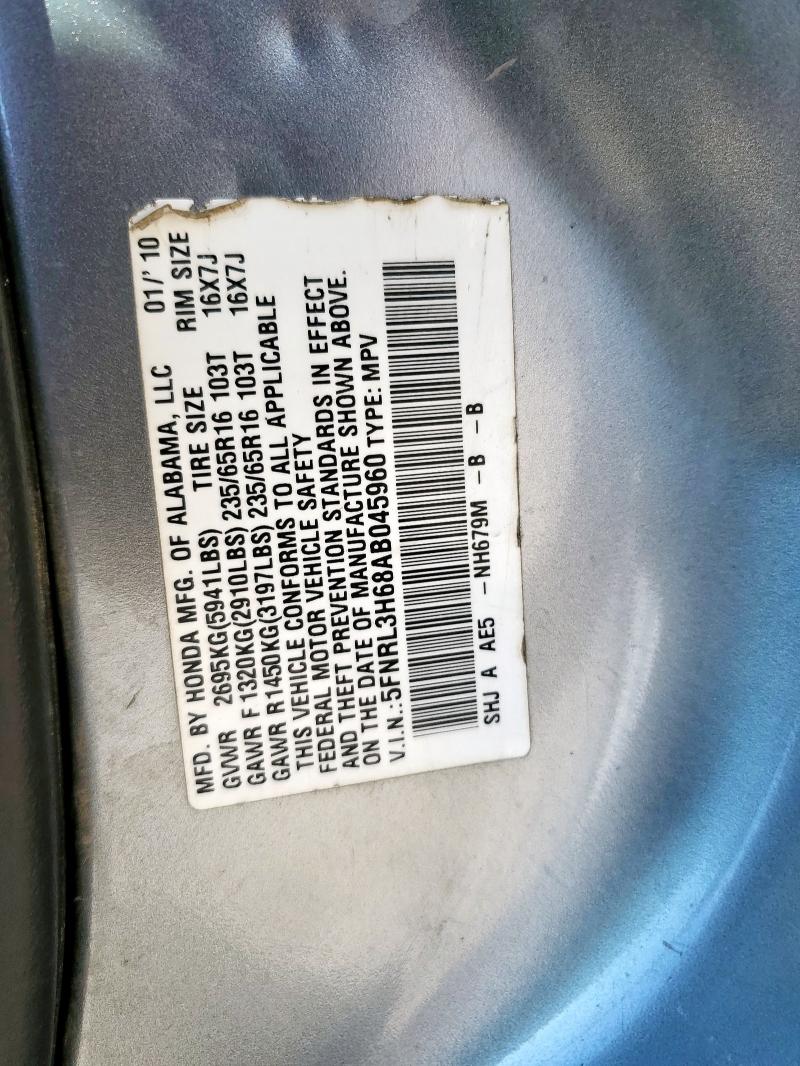 MFD. BY HONDA MFG. OF ALABAMA, LLC 01/' 10
GVWR 2695KG(5941LBS) TIRE SIZE RIM SIZE
GAWR F 1320KG(2910LBS) 235/65R16 103T 16X7J
GAWR R 1450KG(3197LBS) 235/65R16 103T 16X7J
THIS VEHICLE CONFORMS TO ALL APPLICABLE
FEDERAL MOTOR VEHICLE SAFETY
AND THEFT PREVENTION STANDARDS IN EFFECT
ON THE DATE OF MANUFACTURE SHOWN ABOVE.
V.I.N.:5FNRL3H68AB045960 TYPE: MPV
SHJ A AE5 -NH679M -B -B